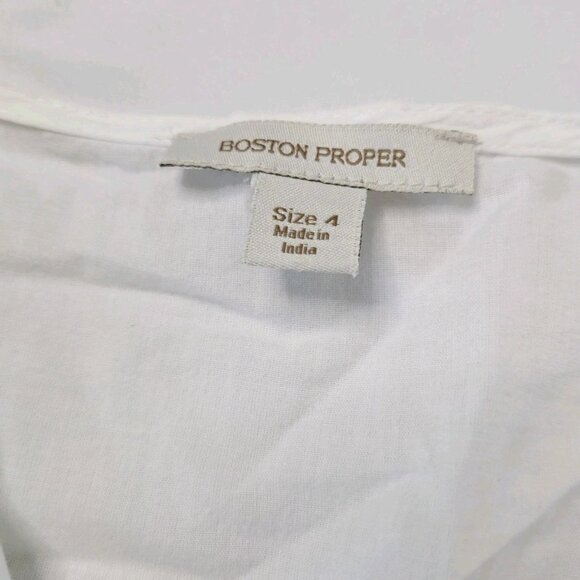 BOSTON PROPER
Size 4
Made in
India